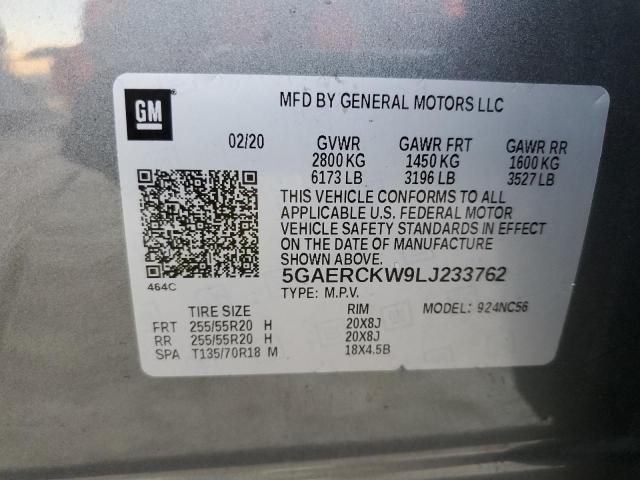 GM
MFD BY GENERAL MOTORS LLC
02/20 GVWR GAWR FRT GAWR RR
2800 KG 1450 KG 1600 KG
6173 LB 3196 LB 3527 LB
THIS VEHICLE CONFORMS TO ALL
APPLICABLE U.S. FEDERAL MOTOR
VEHICLE SAFETY STANDARDS IN EFFECT
ON THE DATE OF MANUFACTURE
SHOWN ABOVE.
464C 5GAERCKW9LJ233762
TYPE: M.P.V. MODEL: 924NC56
TIRE SIZE RIM
FRT 255/55R20 H 20X8J
RR 255/55R20 H 20X8J
SPA T135/70R18 M 18X4.5B